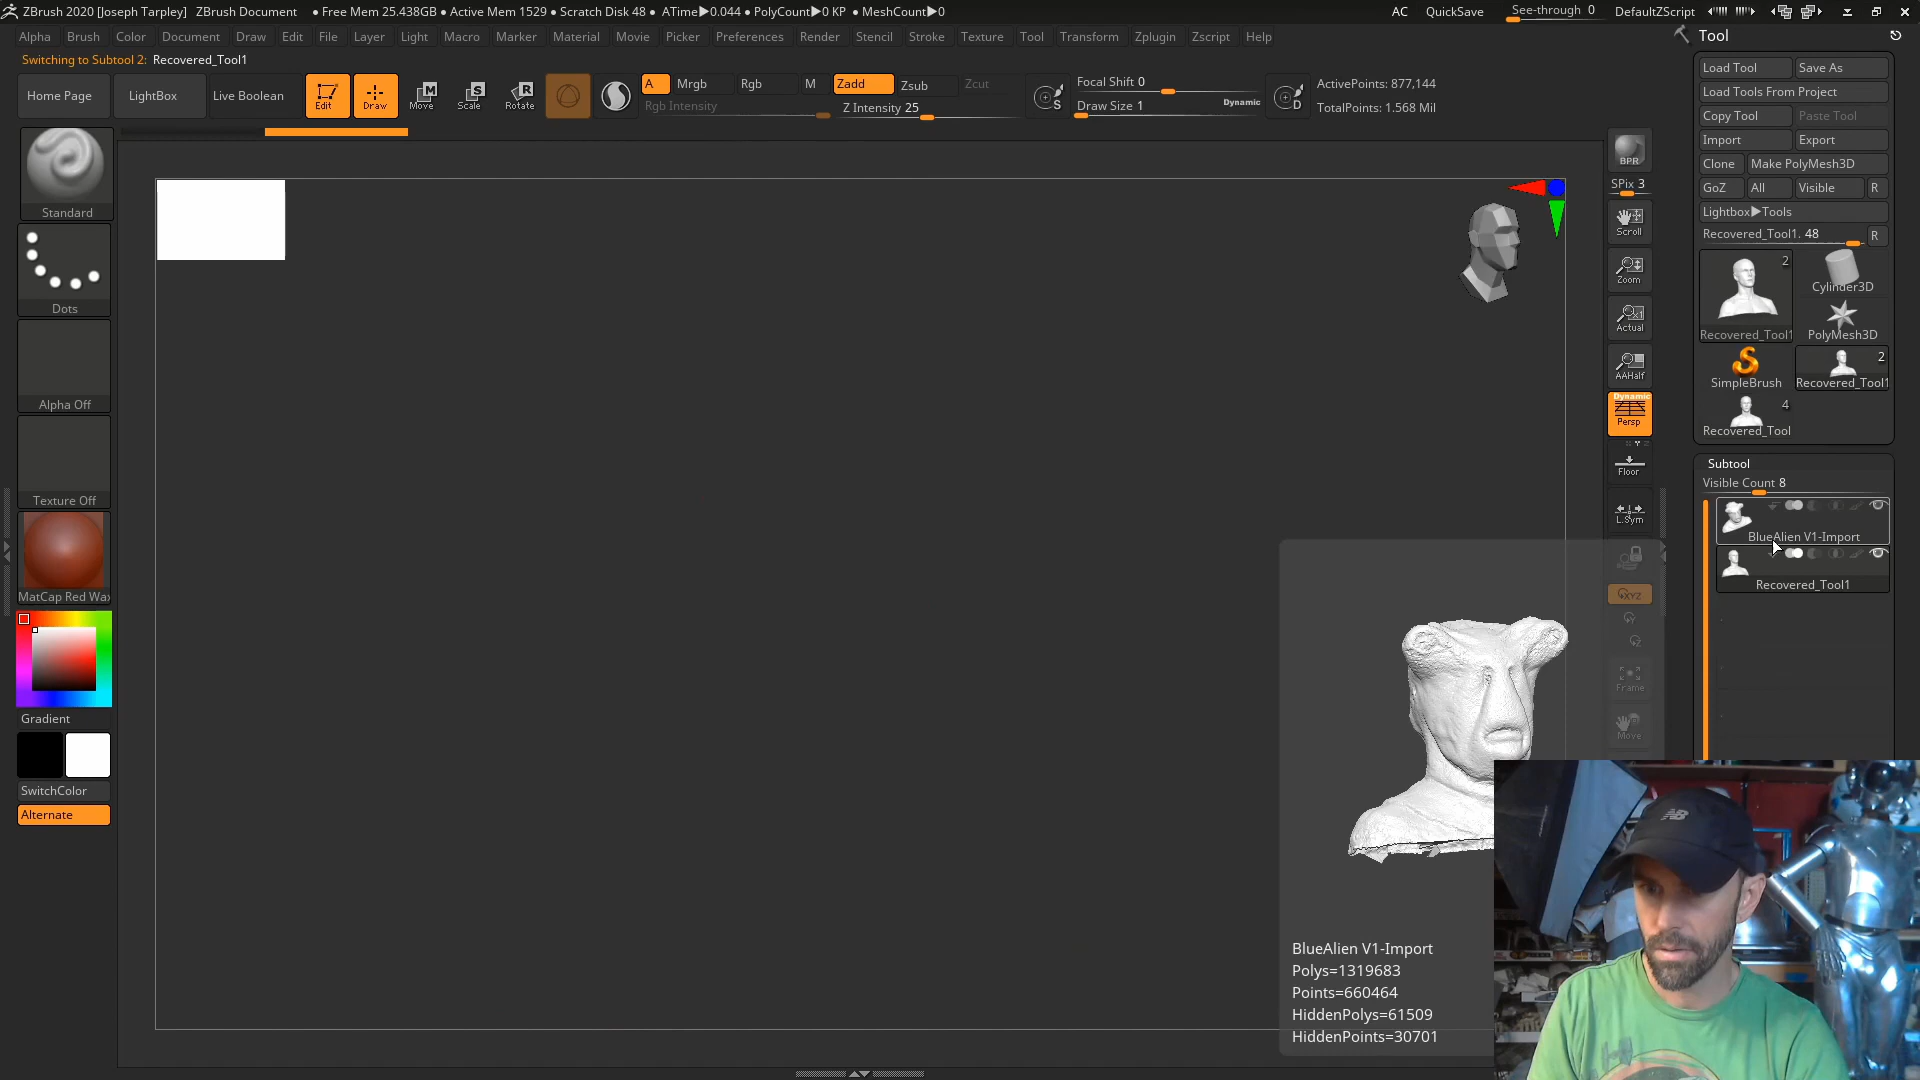 ZBrush 2020 [Joseph Tarpley] ZBrush Document • Free Mem 25.438GB • Active Mem 1529 • Scratch Disk 48 • ATime▶0.044 • PolyCount▶0 KP • MeshCount▶0 AC QuickSave See-through 0 DefaultZScript
Alpha Brush Color Document Draw Edit File Layer Light Macro Marker Material Movie Picker Preferences Render Stencil Stroke Texture Tool Transform Zplugin Zscript Help
Switching to Subtool 2: Recovered_Tool1
Home Page LightBox Live Boolean Edit Draw Move Scale Rotate
A Mrgb Rgb M Zadd Zsub Zcut
Rgb Intensity Z Intensity 25
Focal Shift 0
Draw Size 1 Dynamic
ActivePoints: 877,144
TotalPoints: 1.568 Mil
Standard
Dots
Alpha Off
Texture Off
MatCap Red Wax
Gradient
SwitchColor
Alternate
BPR
SPix 3
Scroll
Zoom
Actual
AAHalf
Dynamic
Persp
Floor
L.Sym
XYZ
Frame
Move
Tool
Load Tool Save As
Load Tools From Project
Copy Tool Paste Tool
Import Export
Clone Make PolyMesh3D
GoZ All Visible R
Lightbox▶Tools
Recovered_Tool1. 48 R
2
Cylinder3D
Recovered_Tool1 PolyMesh3D
2
SimpleBrush Recovered_Tool1
4
Recovered_Tool
Subtool
Visible Count 8
BlueAlien V1-Import
Recovered_Tool1
BlueAlien V1-Import
Polys=1319683
Points=660464
HiddenPolys=61509
HiddenPoints=30701
NB